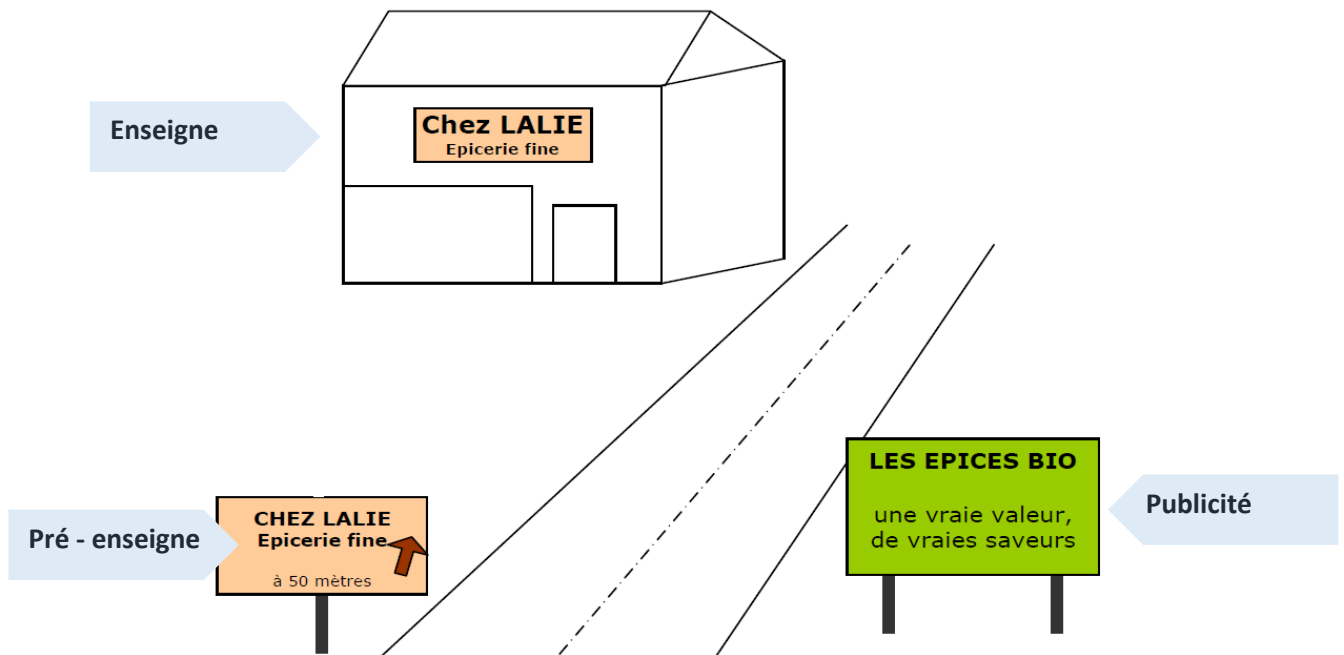 Enseigne
Chez LALIE
Epicerie fine
Pré - enseigne
CHEZ LALIE
Epicerie fine
à 50 mètres
LES EPICES BIO
une vraie valeur,
de vraies saveurs
Publicité